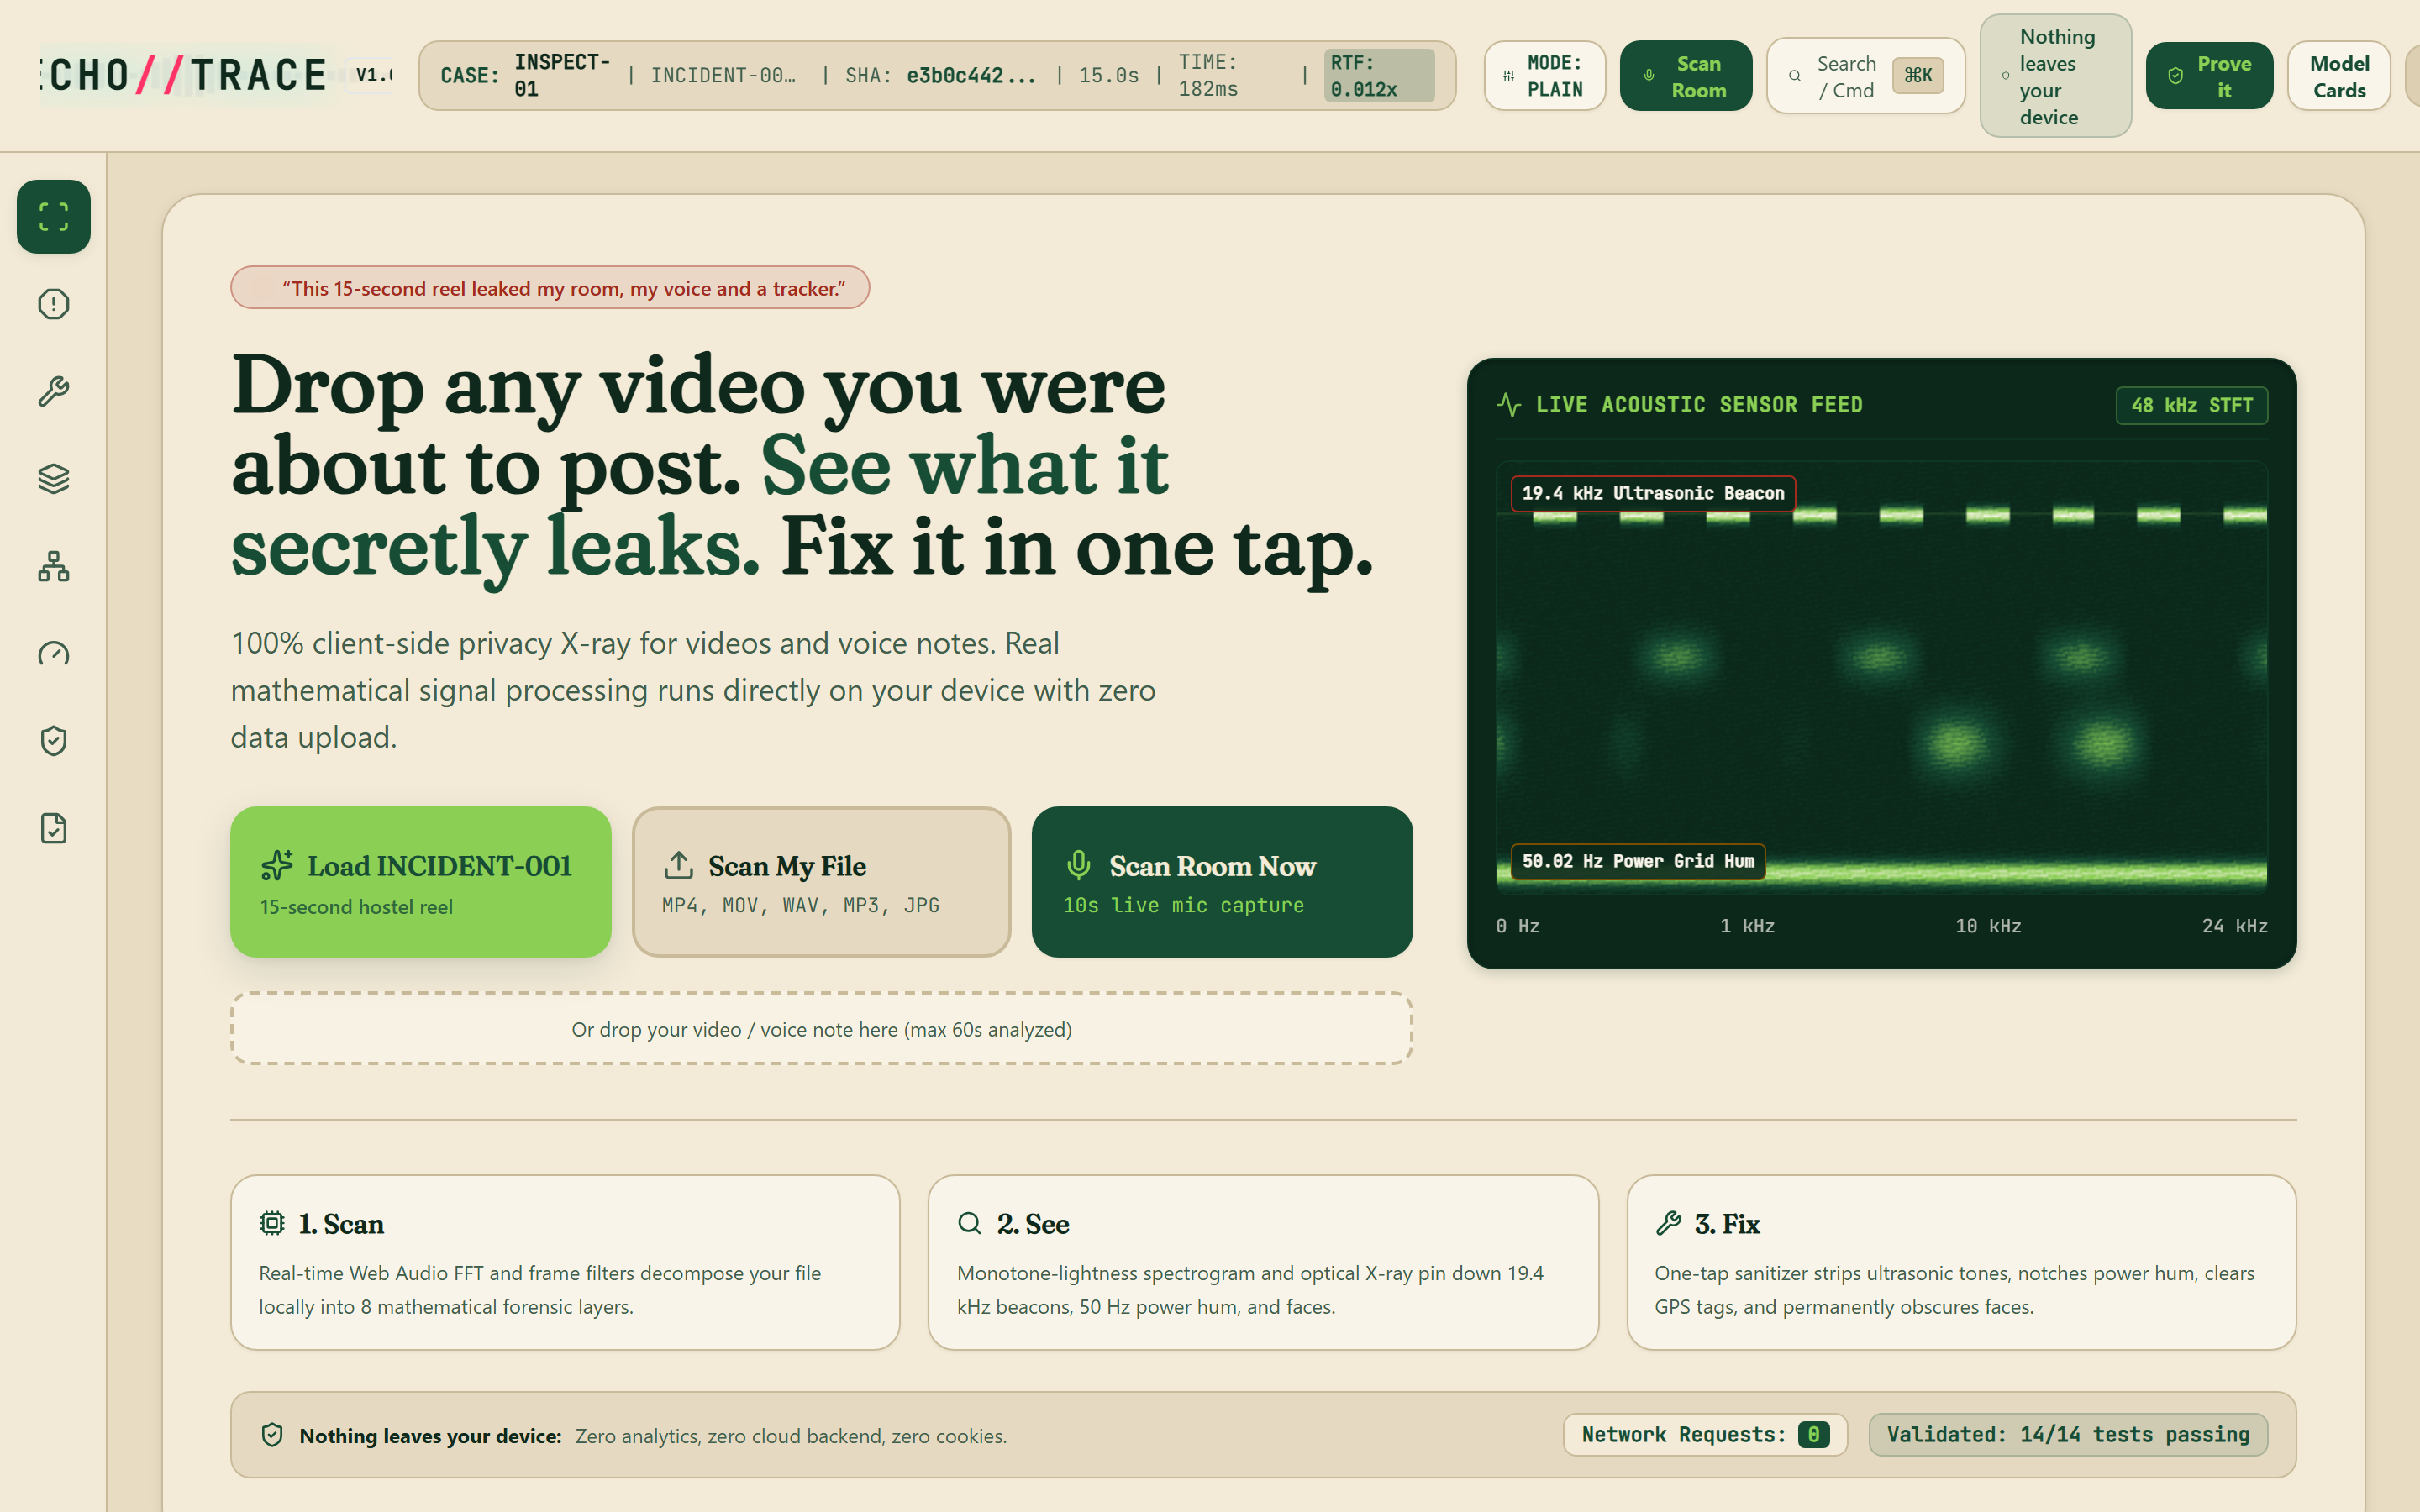 ECHO//TRACE V1.
CASE: INSPECT-01 | INCIDENT-00... | SHA: e3b0c442... | 15.0s | TIME: 182ms | RTF: 0.012x
MODE: PLAIN
Scan Room
Search / Cmd ⌘K
Nothing leaves your device
Prove it
Model Cards
“This 15-second reel leaked my room, my voice and a tracker.”
Drop any video you were
about to post. See what it
secretly leaks. Fix it in one tap.
100% client-side privacy X-ray for videos and voice notes. Real
mathematical signal processing runs directly on your device with zero
data upload.
Load INCIDENT-001
15-second hostel reel
Scan My File
MP4, MOV, WAV, MP3, JPG
Scan Room Now
10s live mic capture
Or drop your video / voice note here (max 60s analyzed)
LIVE ACOUSTIC SENSOR FEED
48 kHz STFT
19.4 kHz Ultrasonic Beacon
50.02 Hz Power Grid Hum
0 Hz 1 kHz 10 kHz 24 kHz
1. Scan
Real-time Web Audio FFT and frame filters decompose your file
locally into 8 mathematical forensic layers.
2. See
Monotone-lightness spectrogram and optical X-ray pin down 19.4
kHz beacons, 50 Hz power hum, and faces.
3. Fix
One-tap sanitizer strips ultrasonic tones, notches power hum, clears
GPS tags, and permanently obscures faces.
Nothing leaves your device: Zero analytics, zero cloud backend, zero cookies.
Network Requests: 0
Validated: 14/14 tests passing